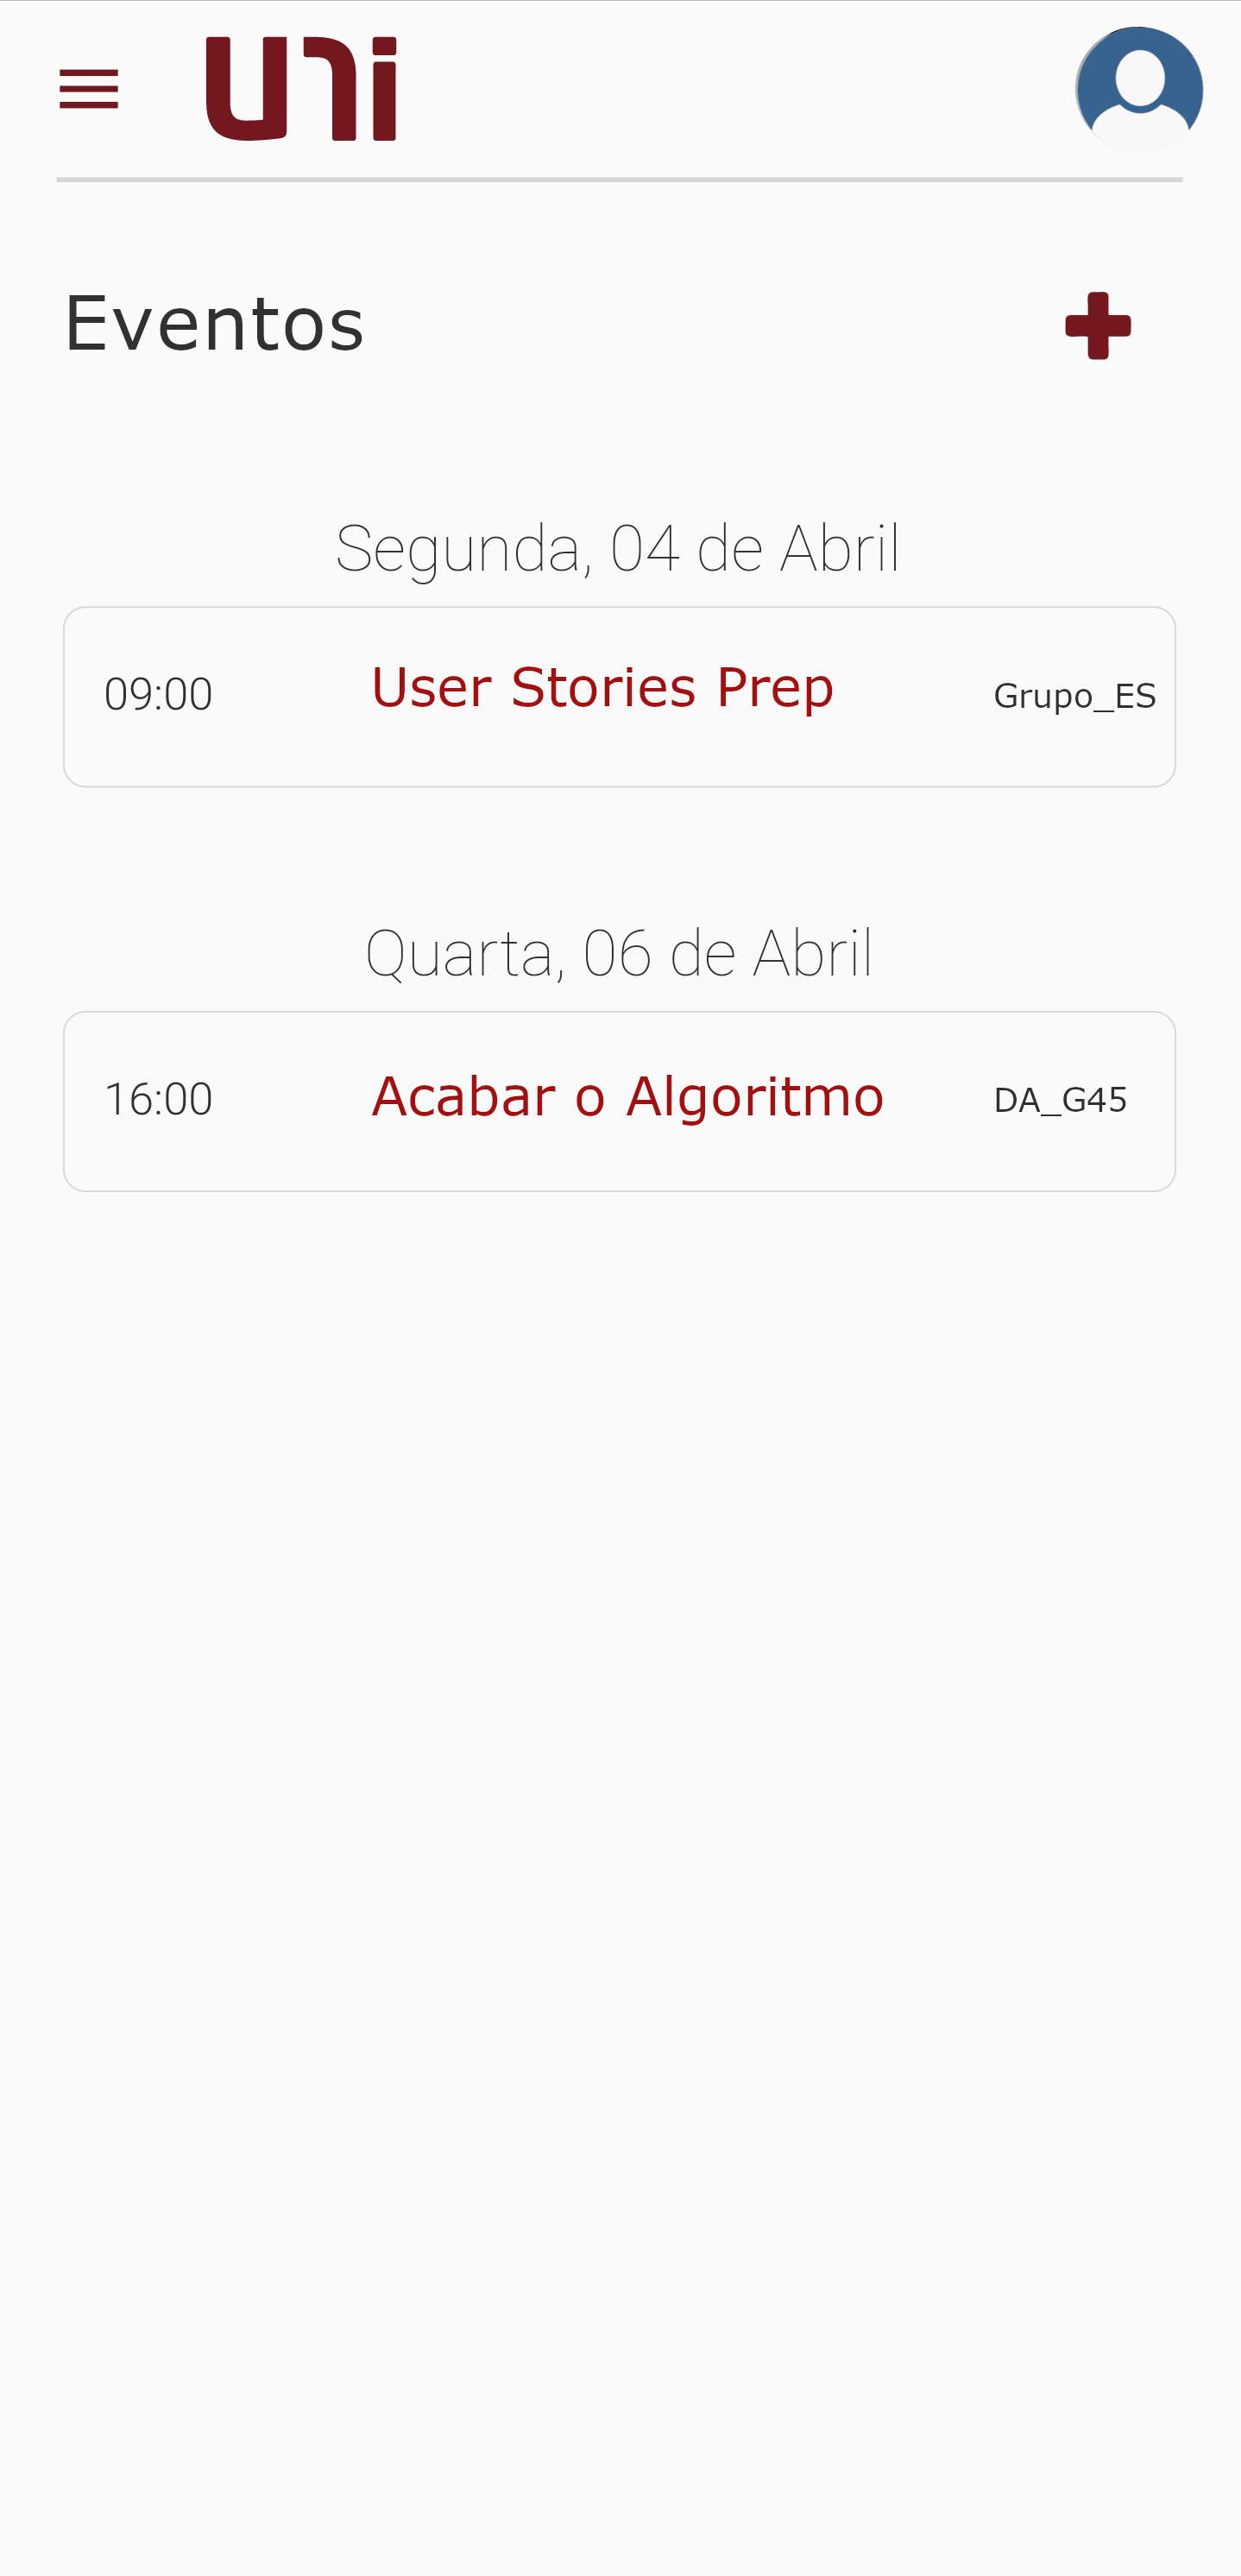 uni
Eventos
Segunda, 04 de Abril
09:00 User Stories Prep Grupo_ES
Quarta, 06 de Abril
16:00 Acabar o Algoritmo DA_G45